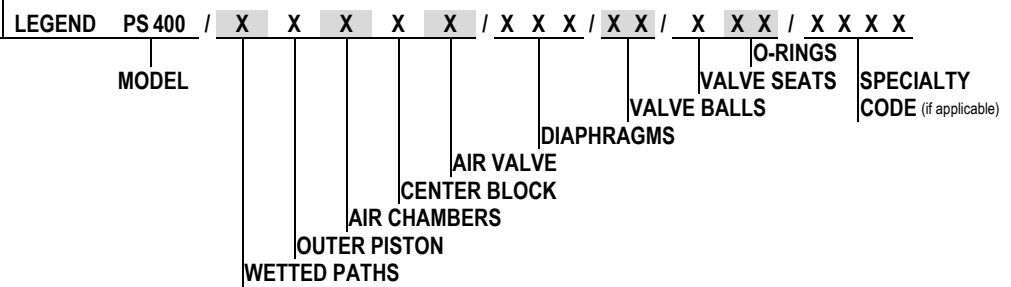 LEGEND PS 400 / X X X X X / X X X / X X / X X X / X X X X
O-RINGS
MODEL VALVE SEATS SPECIALTY
VALVE BALLS CODE (if applicable)
DIAPHRAGMS
AIR VALVE
CENTER BLOCK
AIR CHAMBERS
OUTER PISTON
WETTED PATHS